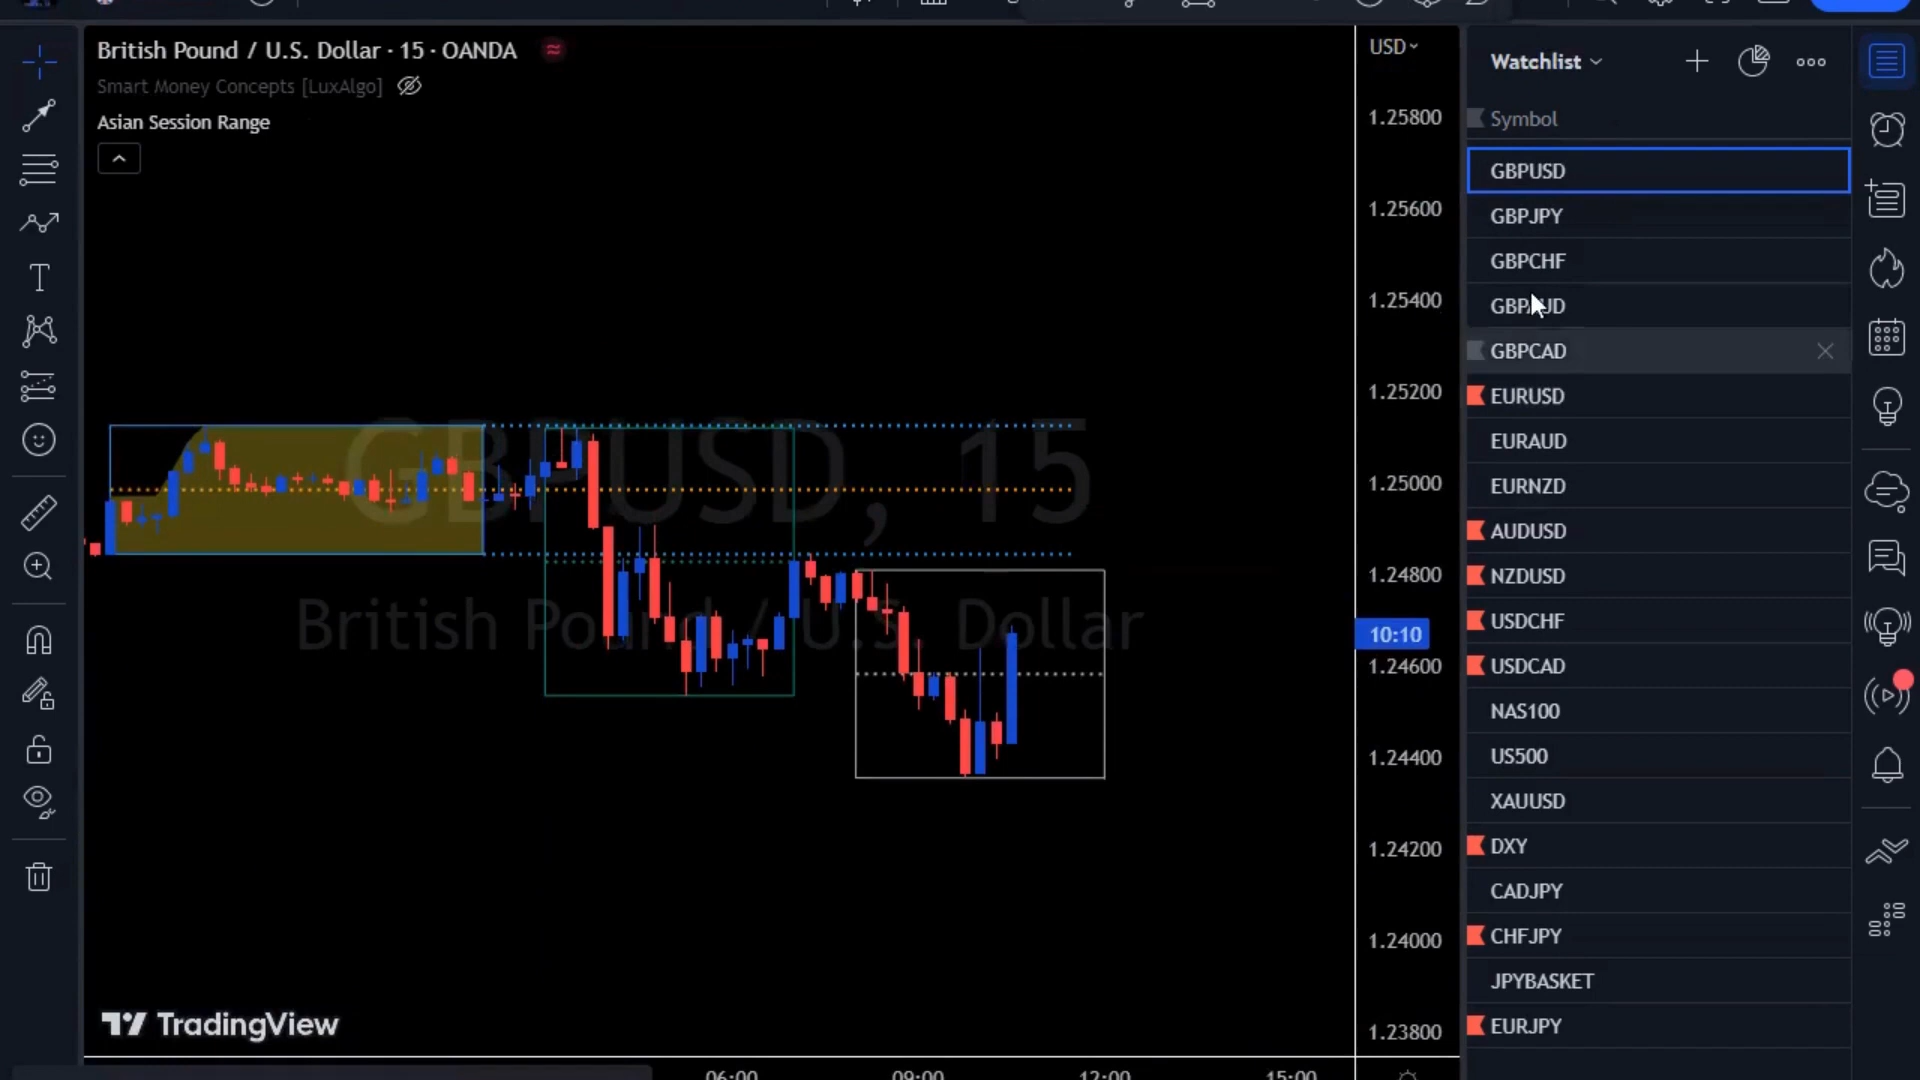 British Pound / U.S. Dollar · 15 · OANDA
Smart Money Concepts [LuxAlgo]
Asian Session Range
GBPUSD, 15
British Pound / U.S. Dollar
TradingView
USD
1.25800
1.25600
1.25400
1.25200
1.25000
1.24800
10:10
1.24600
1.24400
1.24200
1.24000
1.23800
06:00 09:00 12:00 15:00
Watchlist
Symbol
GBPUSD
GBPJPY
GBPCHF
GBPAUD
GBPCAD
EURUSD
EURAUD
EURNZD
AUDUSD
NZDUSD
USDCHF
USDCAD
NAS100
US500
XAUUSD
DXY
CADJPY
CHFJPY
JPYBASKET
EURJPY